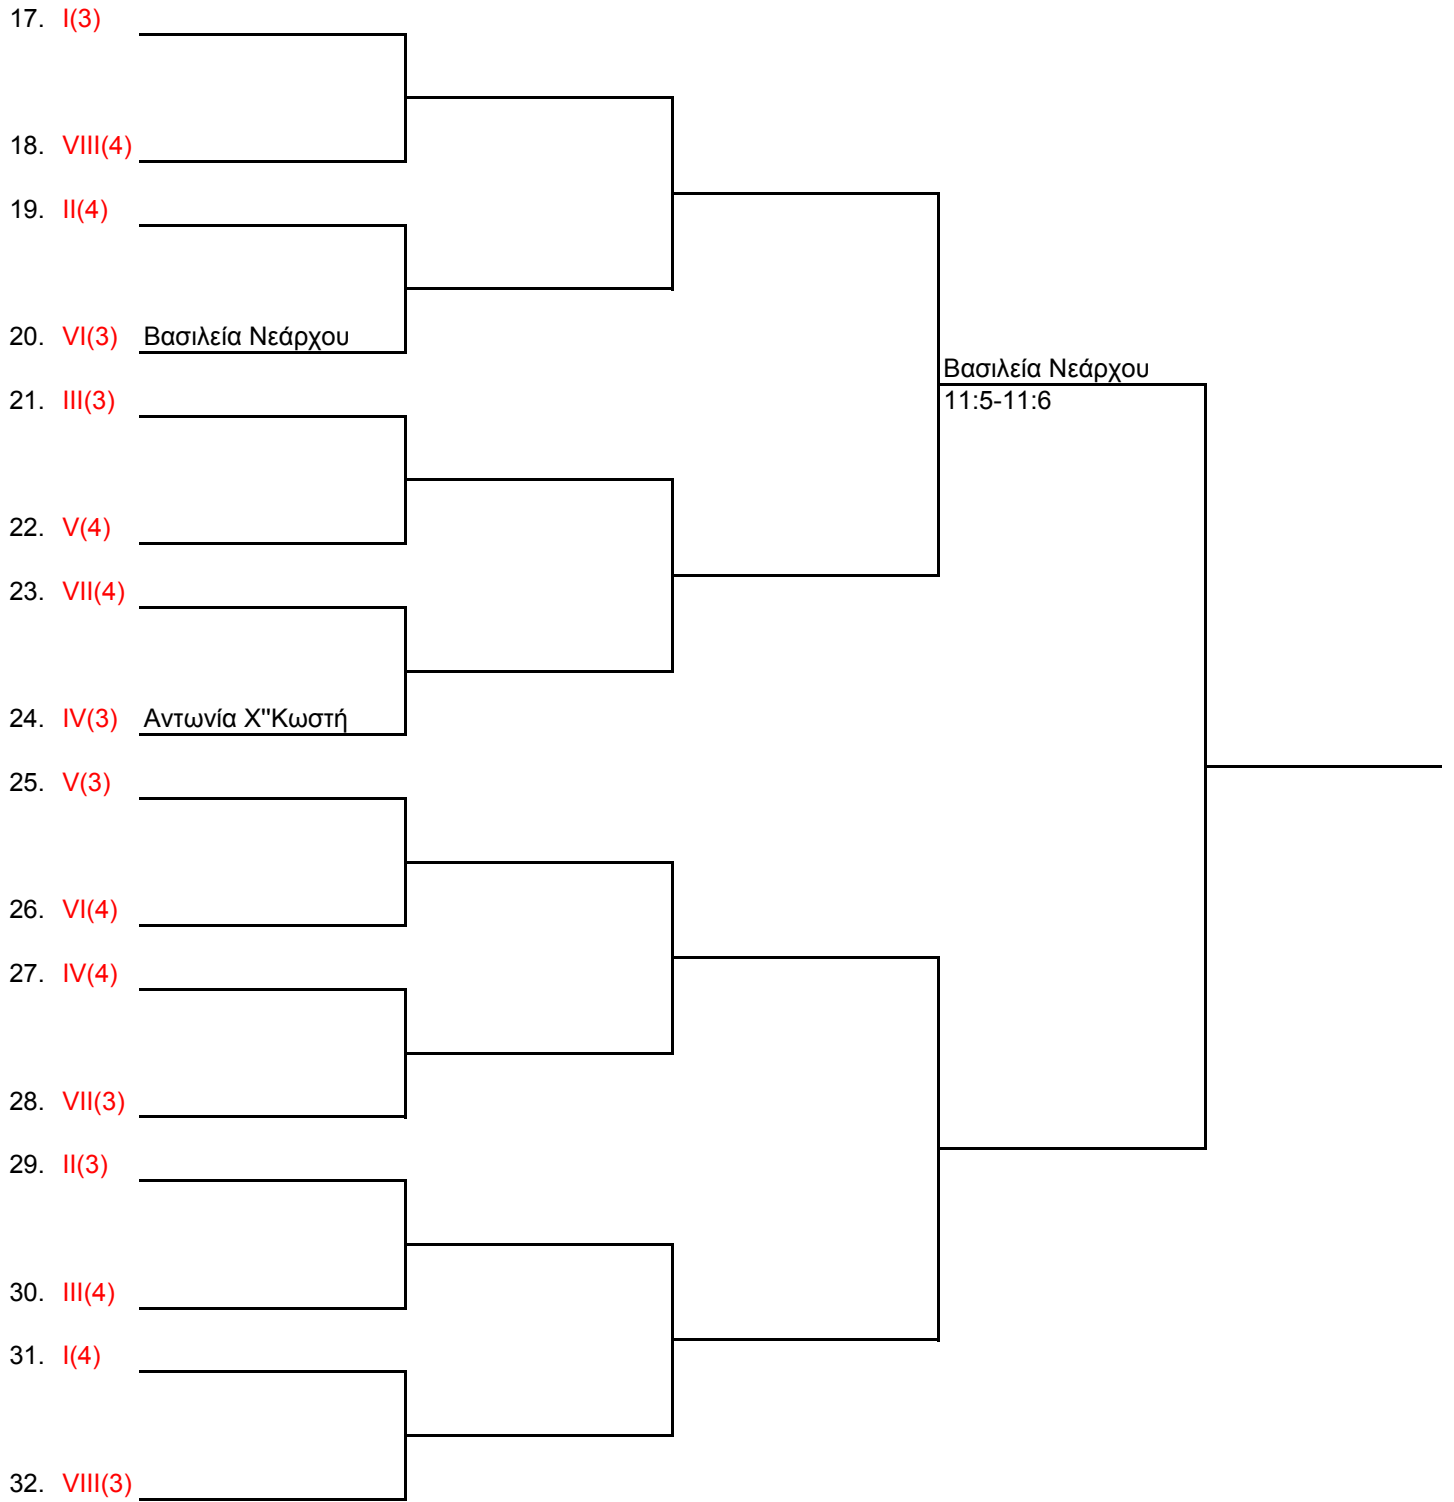 17. I(3)
18. VIII(4)
19. II(4)
20. VI(3) Βασιλεία Νεάρχου
Βασιλεία Νεάρχου
21. III(3)
11:5-11:6
22. V(4)
23. VII(4)
24. IV(3) Αντωνία Χ"Κωστή
25. V(3)
26. VI(4)
27. IV(4)
28. VII(3)
29. II(3)
30. III(4)
31. I(4)
32. VIII(3)